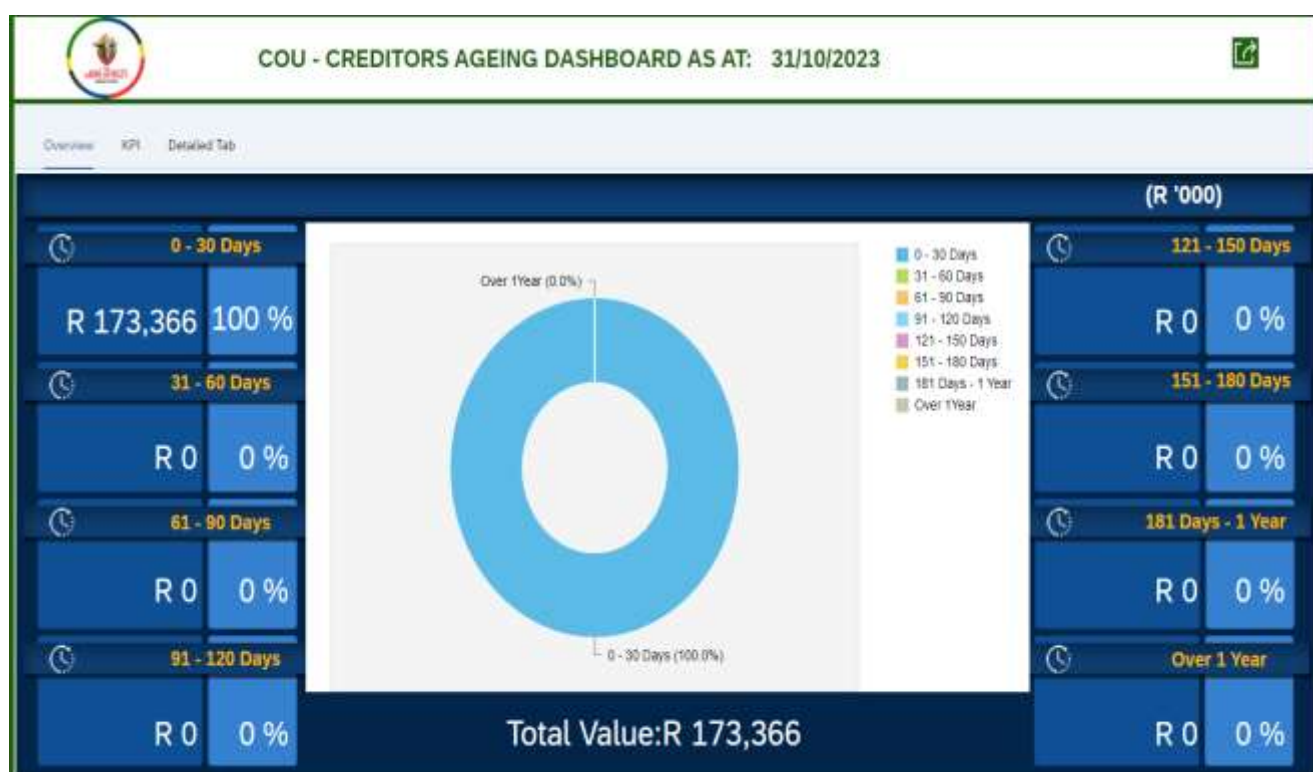 COU - CREDITORS AGEING DASHBOARD AS AT: 31/10/2023
Overview KPI Detailed Tab
(R '000)
0 - 30 Days
R 173,366 100 %
31 - 60 Days
R 0 0 %
61 - 90 Days
R 0 0 %
91 - 120 Days
R 0 0 %
Over 1Year (0.0%)
0 - 30 Days (100.0%)
0 - 30 Days
31 - 60 Days
61 - 90 Days
91 - 120 Days
121 - 150 Days
151 - 180 Days
181 Days - 1 Year
Over 1Year
Total Value:R 173,366
121 - 150 Days
R 0 0 %
151 - 180 Days
R 0 0 %
181 Days - 1 Year
R 0 0 %
Over 1 Year
R 0 0 %